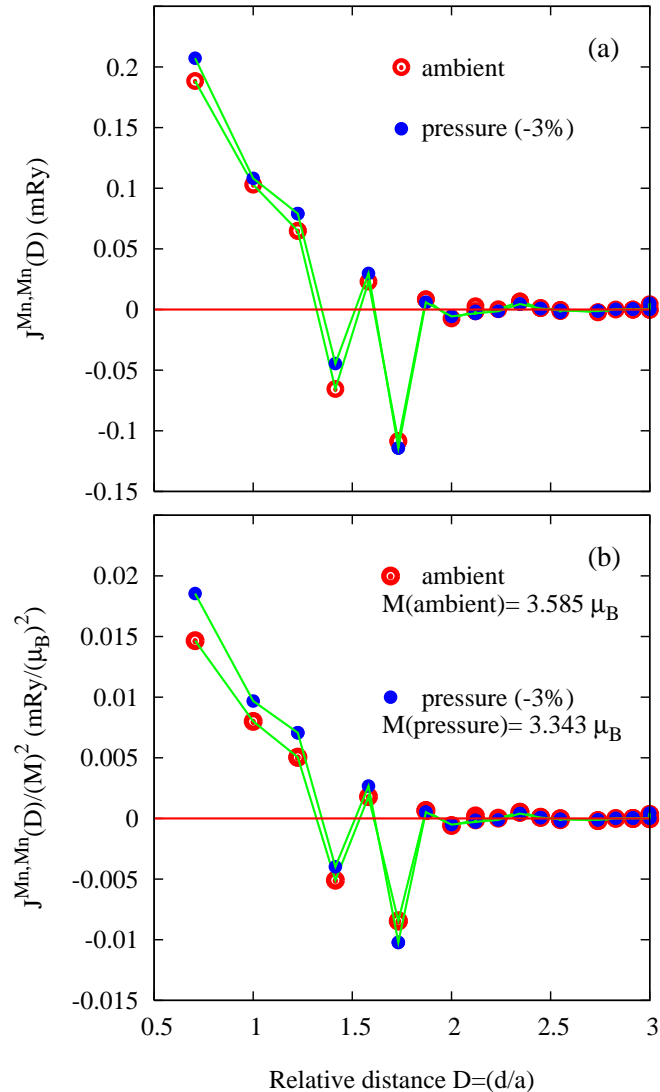 (a)
ambient
pressure (-3%)
J^{Mn,Mn}(D) (mRy)
0.2
0.15
0.1
0.05
0
-0.05
-0.1
-0.15
(b)
ambient
M(ambient)= 3.585 μ_B
pressure (-3%)
M(pressure)= 3.343 μ_B
J^{Mn,Mn}(D)/(M)^2 (mRy/(μ_B)^2)
0.02
0.015
0.01
0.005
0
-0.005
-0.01
-0.015
0.5 1 1.5 2 2.5 3
Relative distance D=(d/a)